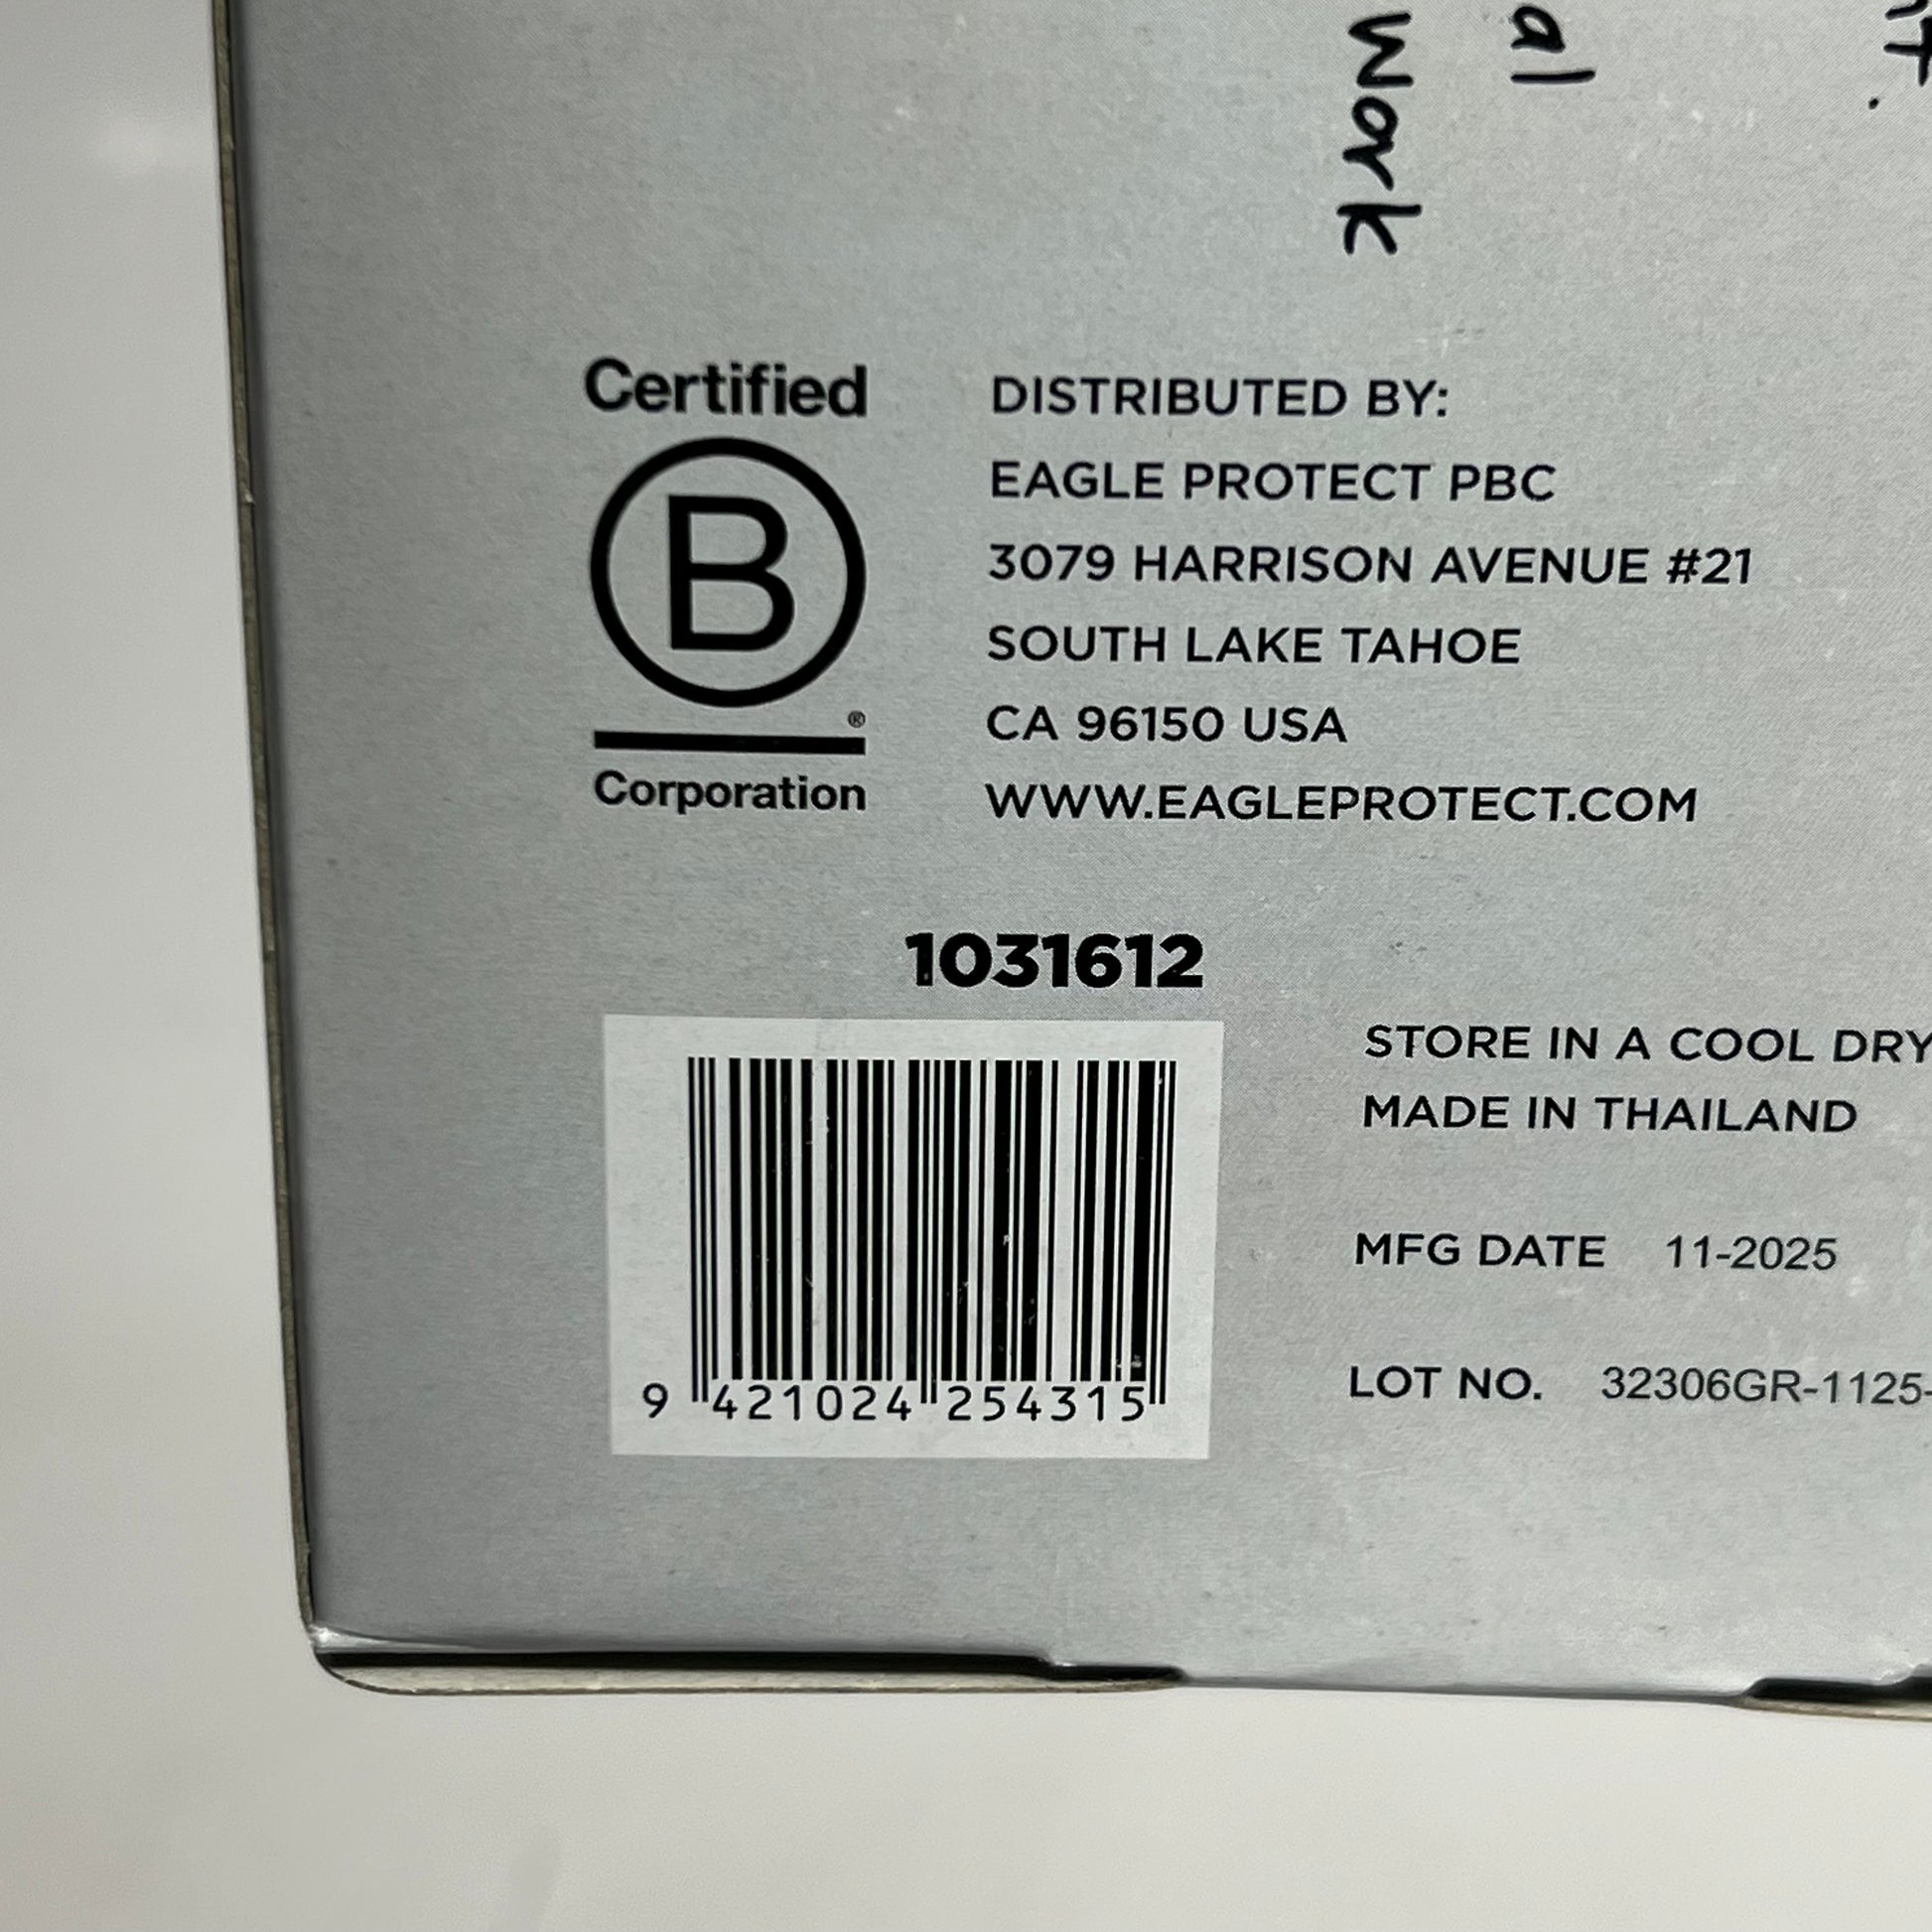 al
work
Certified
B
®
Corporation
DISTRIBUTED BY:
EAGLE PROTECT PBC
3079 HARRISON AVENUE #21
SOUTH LAKE TAHOE
CA 96150 USA
WWW.EAGLEPROTECT.COM
1031612
9 421024 254315
STORE IN A COOL DRY
MADE IN THAILAND
MFG DATE 11-2025
LOT NO. 32306GR-1125-